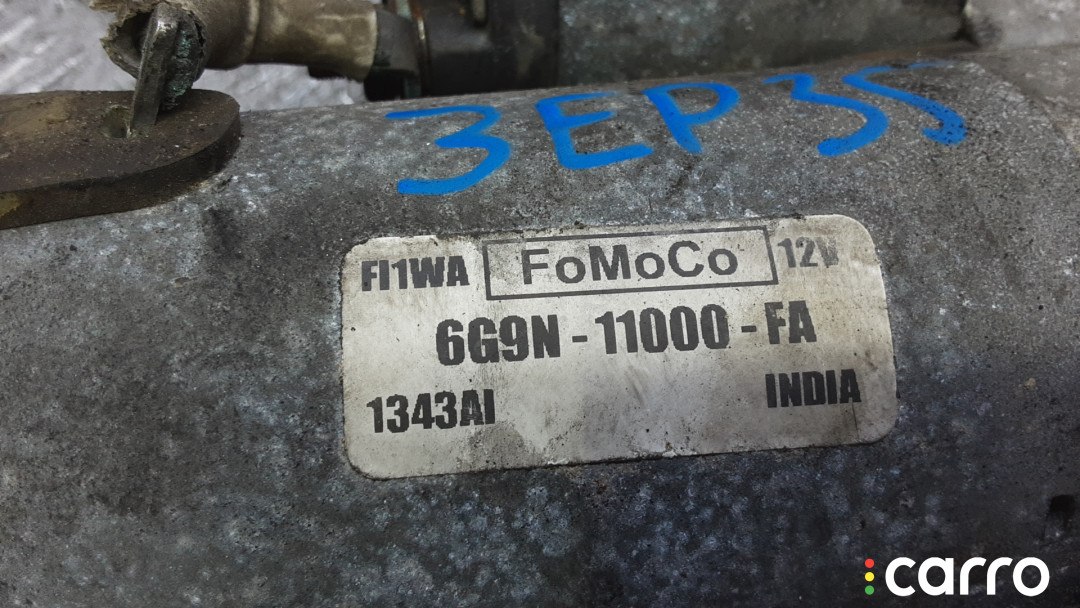 3EP35
FI1WA FoMoCo 12V
6G9N - 11000 - FA
1343AI INDIA
carro